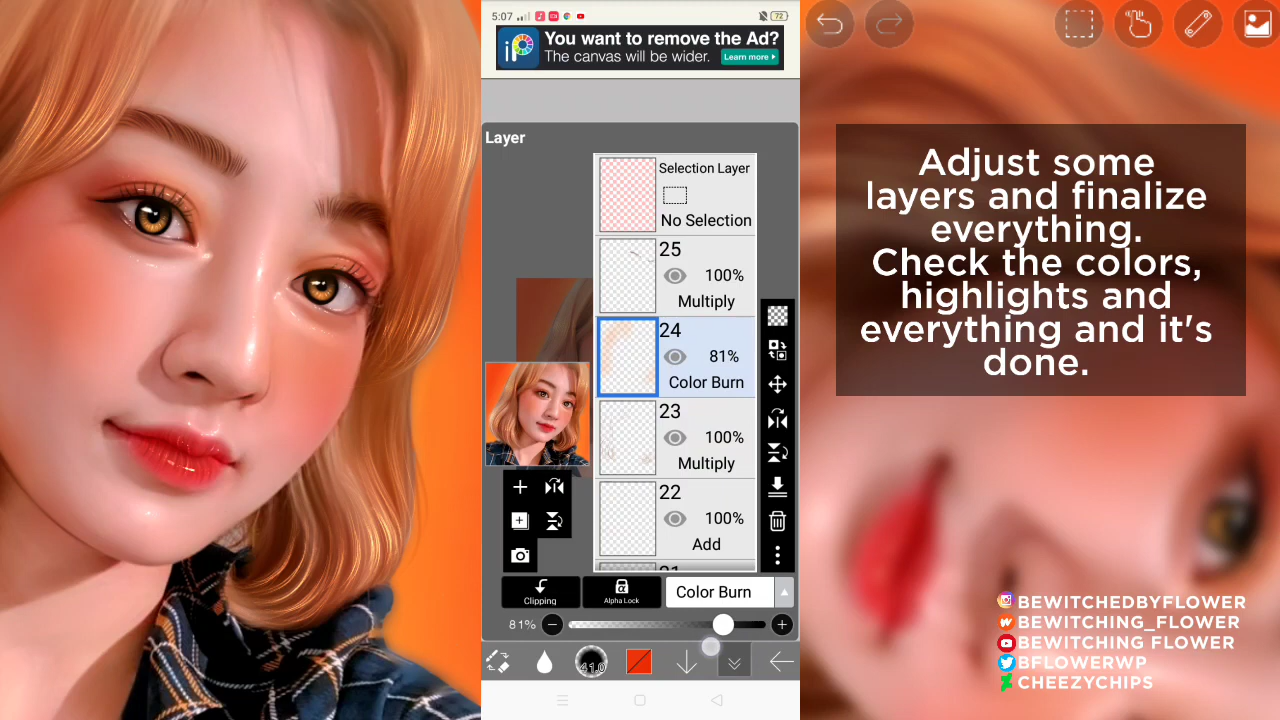 5:07
72
You want to remove the Ad?
The canvas will be wider.
Learn more
Layer
Selection Layer
No Selection
25
100%
Multiply
24
81%
Color Burn
23
100%
Multiply
22
100%
Add
Clipping
α
Alpha Lock
Color Burn
81%
41.0
Adjust some
layers and finalize
everything.
Check the colors,
highlights and
everything and it's
done.
BEWITCHEDBYFLOWER
BEWITCHING_FLOWER
BEWITCHING FLOWER
BFLOWERWP
CHEEZYCHIPS